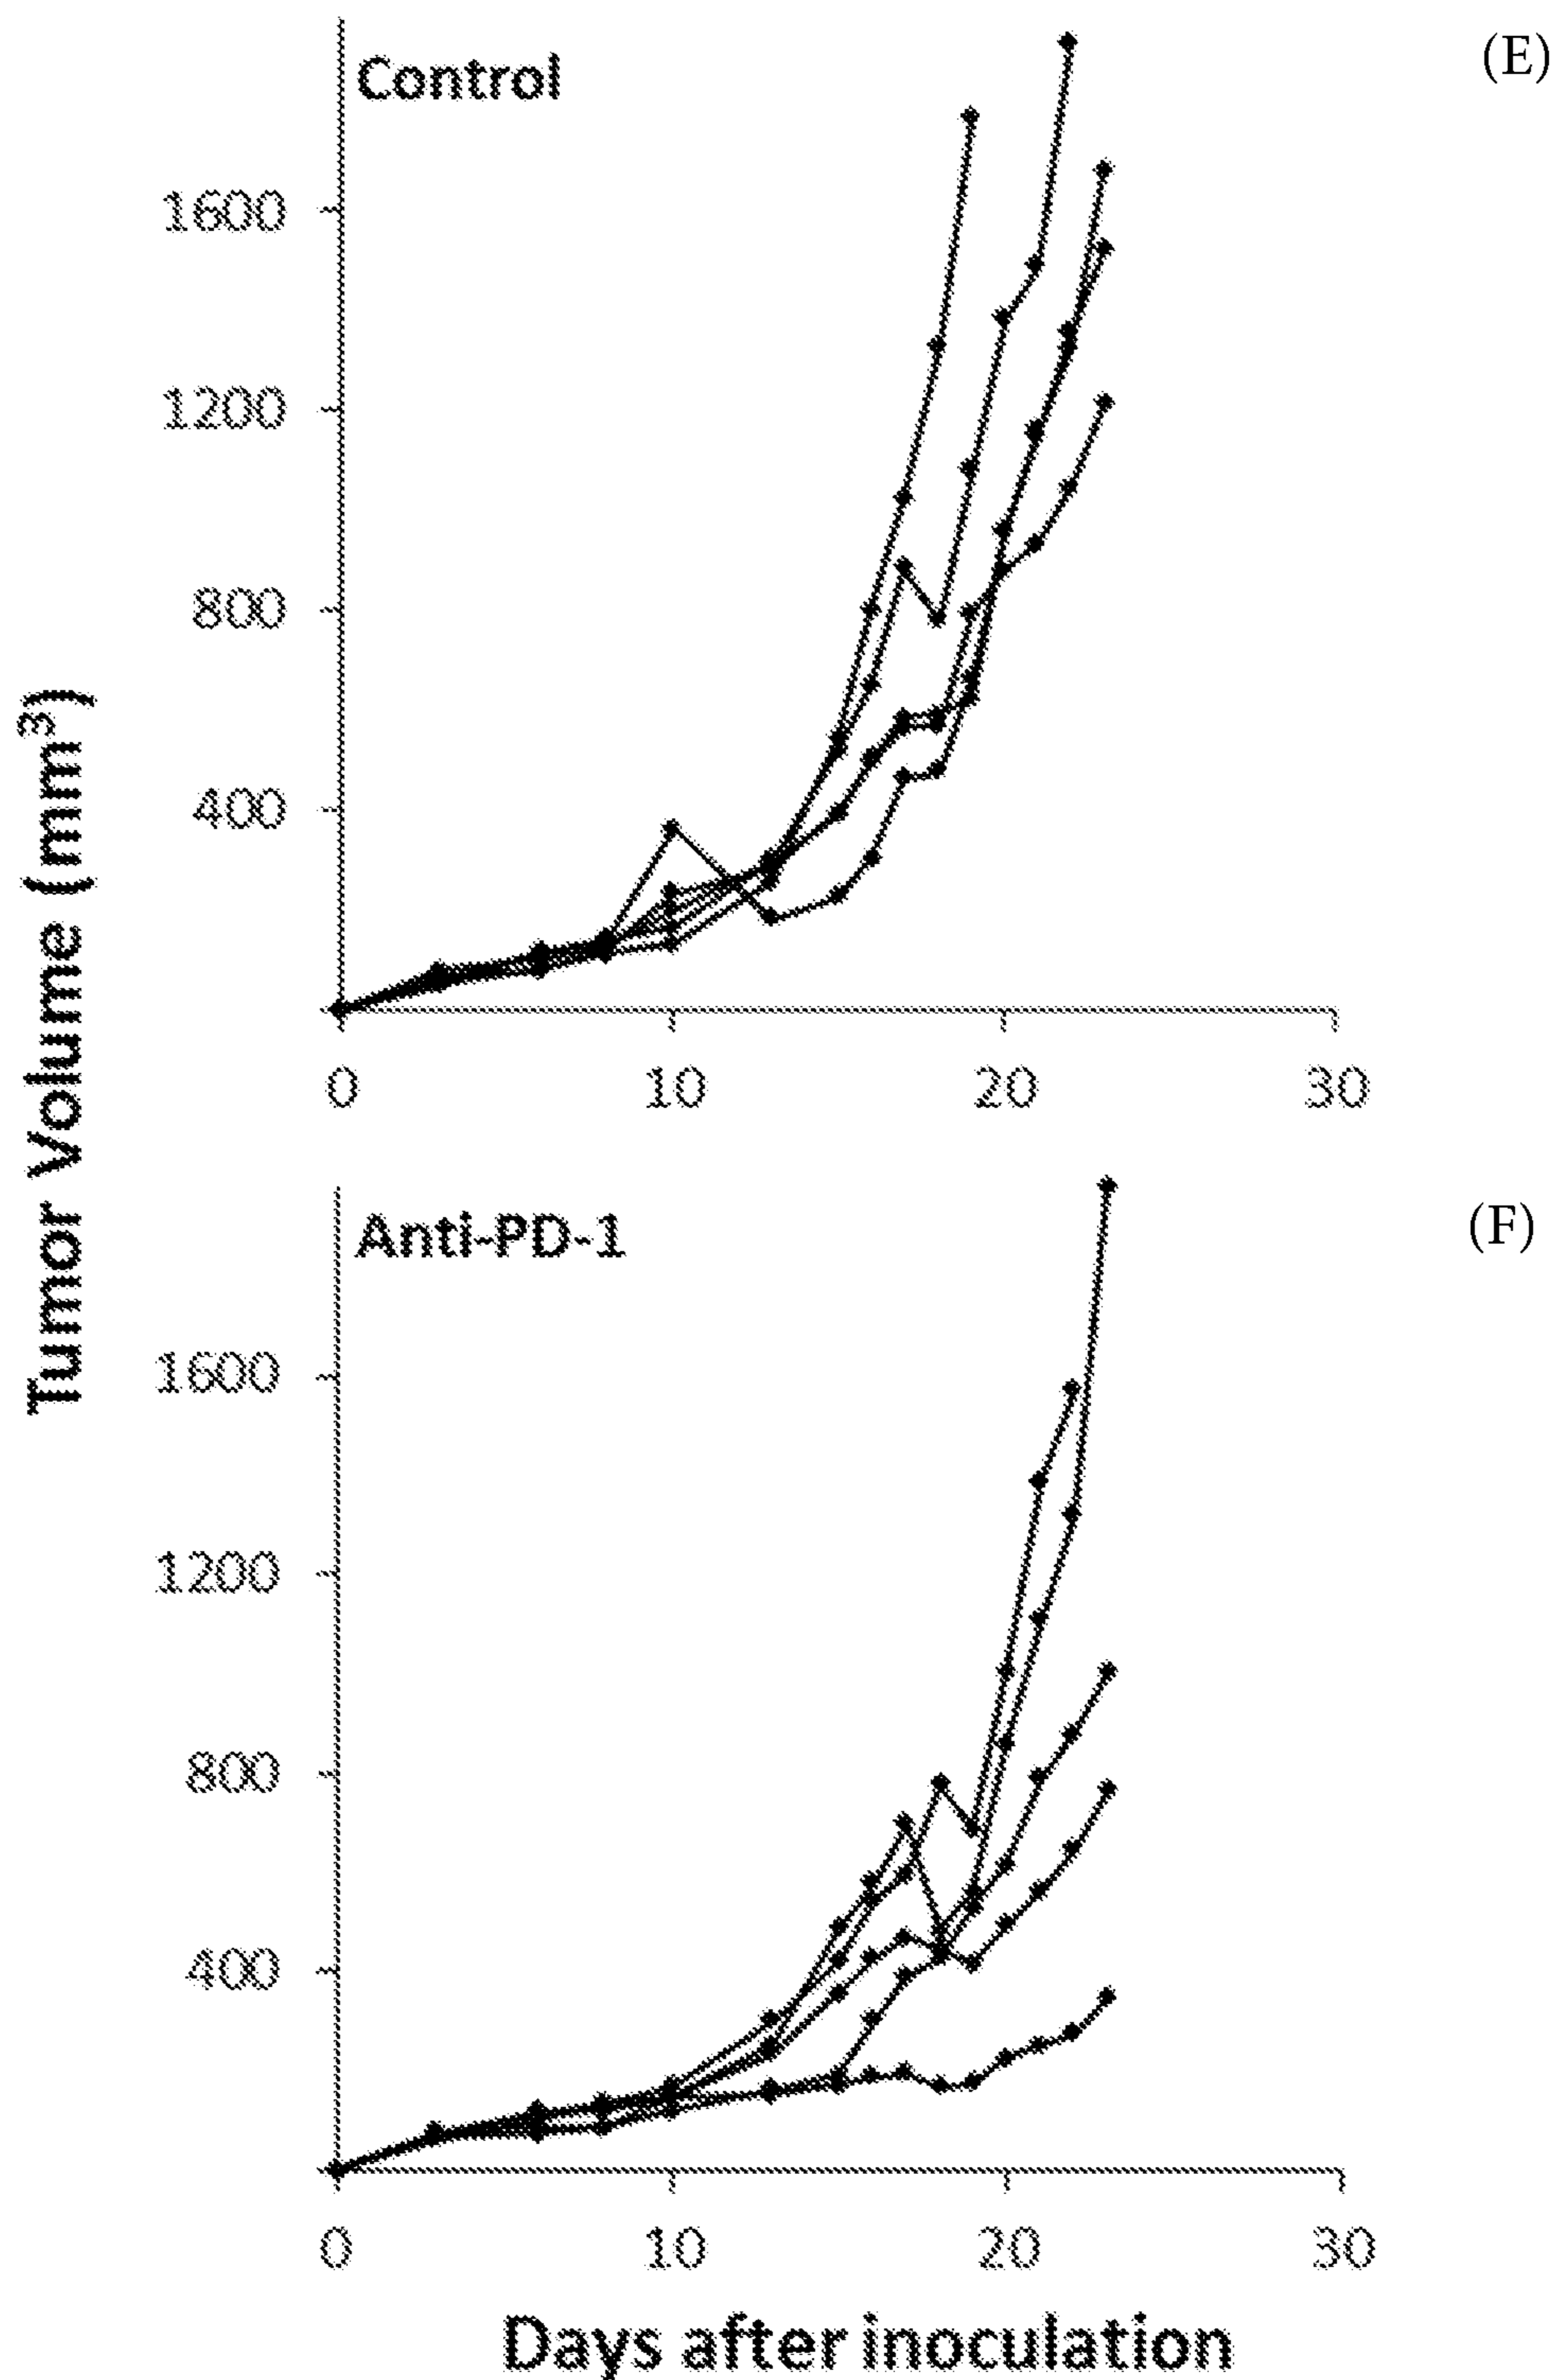 Control
(E)
1600
1200
800
400
0 10 20 30
Tumor Volume (mm³)
Anti-PD-1
(F)
1600
1200
800
400
0 10 20 30
Days after inoculation